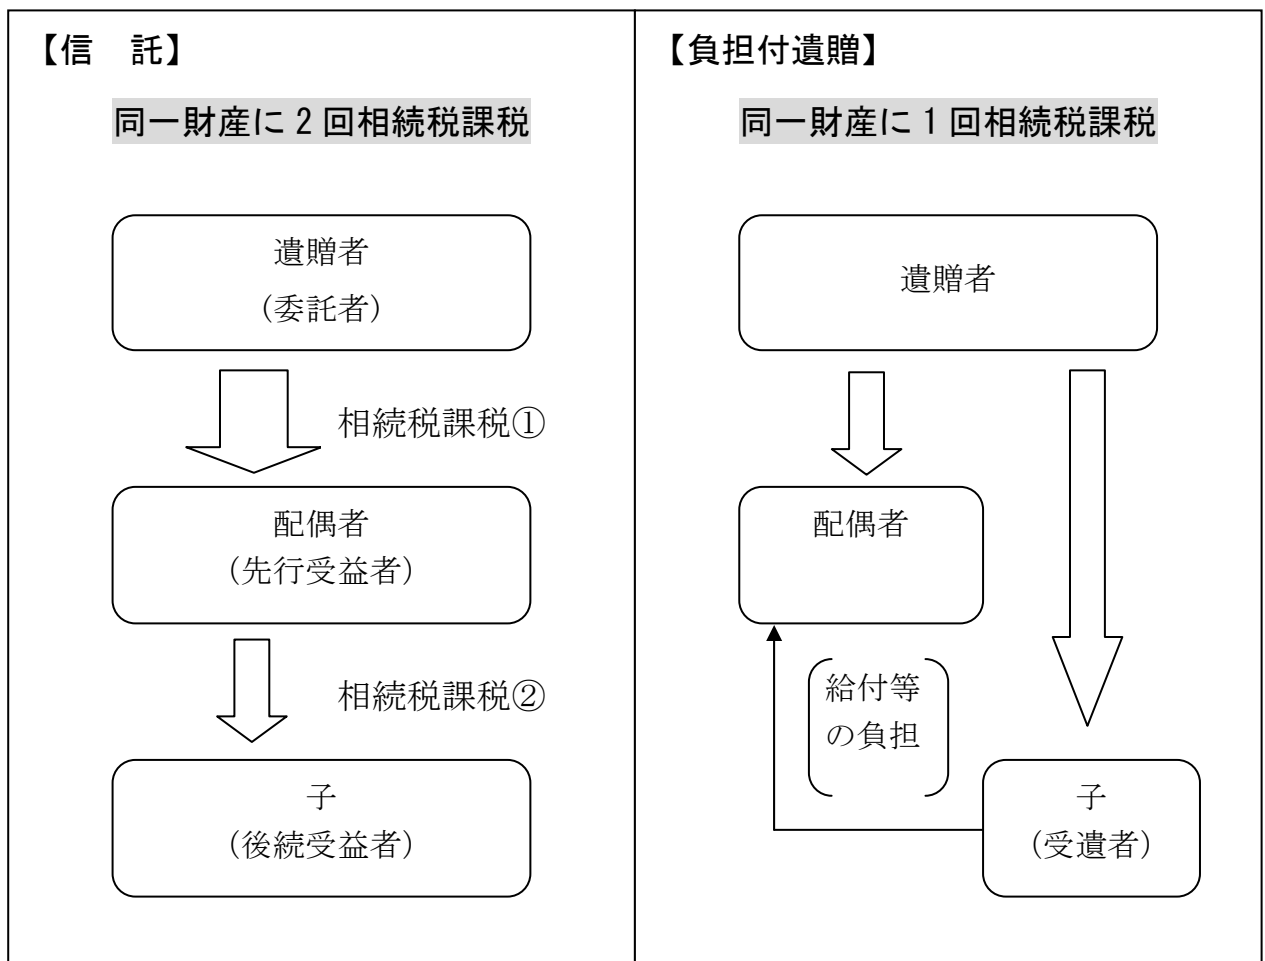 【信　託】
同一財産に2回相続税課税
遺贈者
（委託者）
相続税課税①
配偶者
（先行受益者）
相続税課税②
子
（後続受益者）
【負担付遺贈】
同一財産に1回相続税課税
遺贈者
配偶者
給付等
の負担
子
（受遺者）